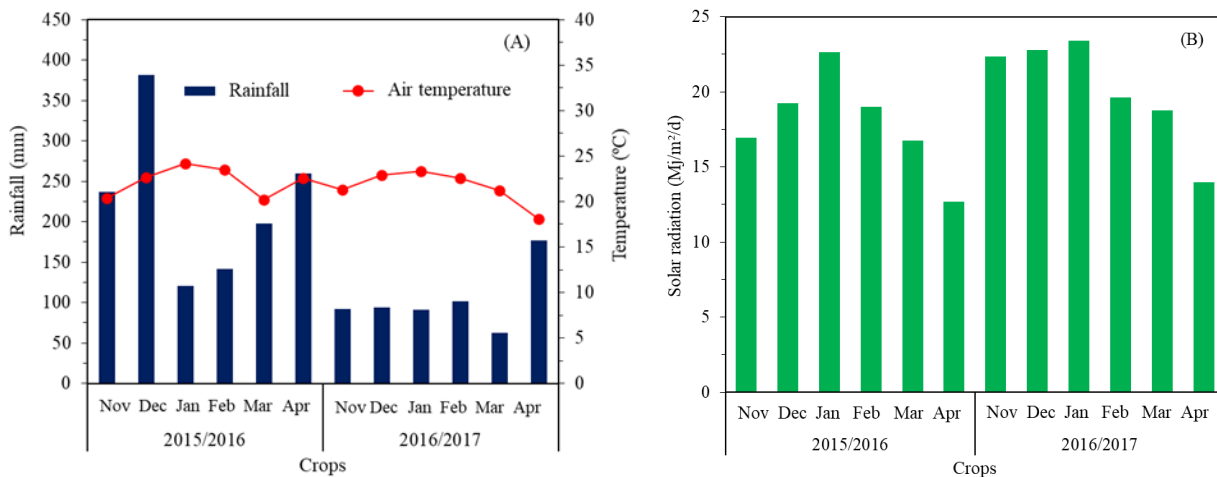 (A)
Rainfall (mm)
450
400
350
300
250
200
150
100
50
0
Rainfall
Air temperature
40
35
30
25
20
15
10
5
0
Temperature (ºC)
Nov Dec Jan Feb Mar Apr Nov Dec Jan Feb Mar Apr
2015/2016 2016/2017
Crops
(B)
Solar radiation (Mj/m²/d)
25
20
15
10
5
0
Nov Dec Jan Feb Mar Apr Nov Dec Jan Feb Mar Apr
2015/2016 2016/2017
Crops